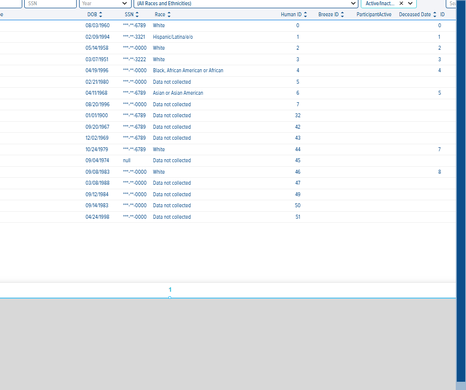 SSN Year (All Races and Ethnicities) Active/Inact...
DOB SSN Race Human ID Breeze ID ParticipantActive Deceased Date ID
08/03/1960 ***-**-6789 White 0 0
02/09/1994 ***-**-3321 Hispanic/Latina/e/o 1 1
05/14/1958 ***-**-0000 White 2 2
03/07/1951 ***-**-3222 White 3 3
04/19/1996 ***-**-0000 Black, African American or African 4 4
02/21/1980 ***-**-0000 Data not collected 5
04/11/1968 ***-**-6789 Asian or Asian American 6 5
08/20/1996 ***-**-0000 Data not collected 7
01/01/1900 ***-**-6789 Data not collected 32
09/20/1967 ***-**-6789 Data not collected 42
12/02/1969 ***-**-6789 Data not collected 43
10/24/1979 ***-**-6789 White 44 7
09/04/1974 null Data not collected 45
09/08/1983 ***-**-0000 White 46 8
03/08/1988 ***-**-0000 Data not collected 47
09/12/1984 ***-**-0000 Data not collected 49
09/14/1983 ***-**-0000 Data not collected 50
04/24/1998 ***-**-0000 Data not collected 51
1